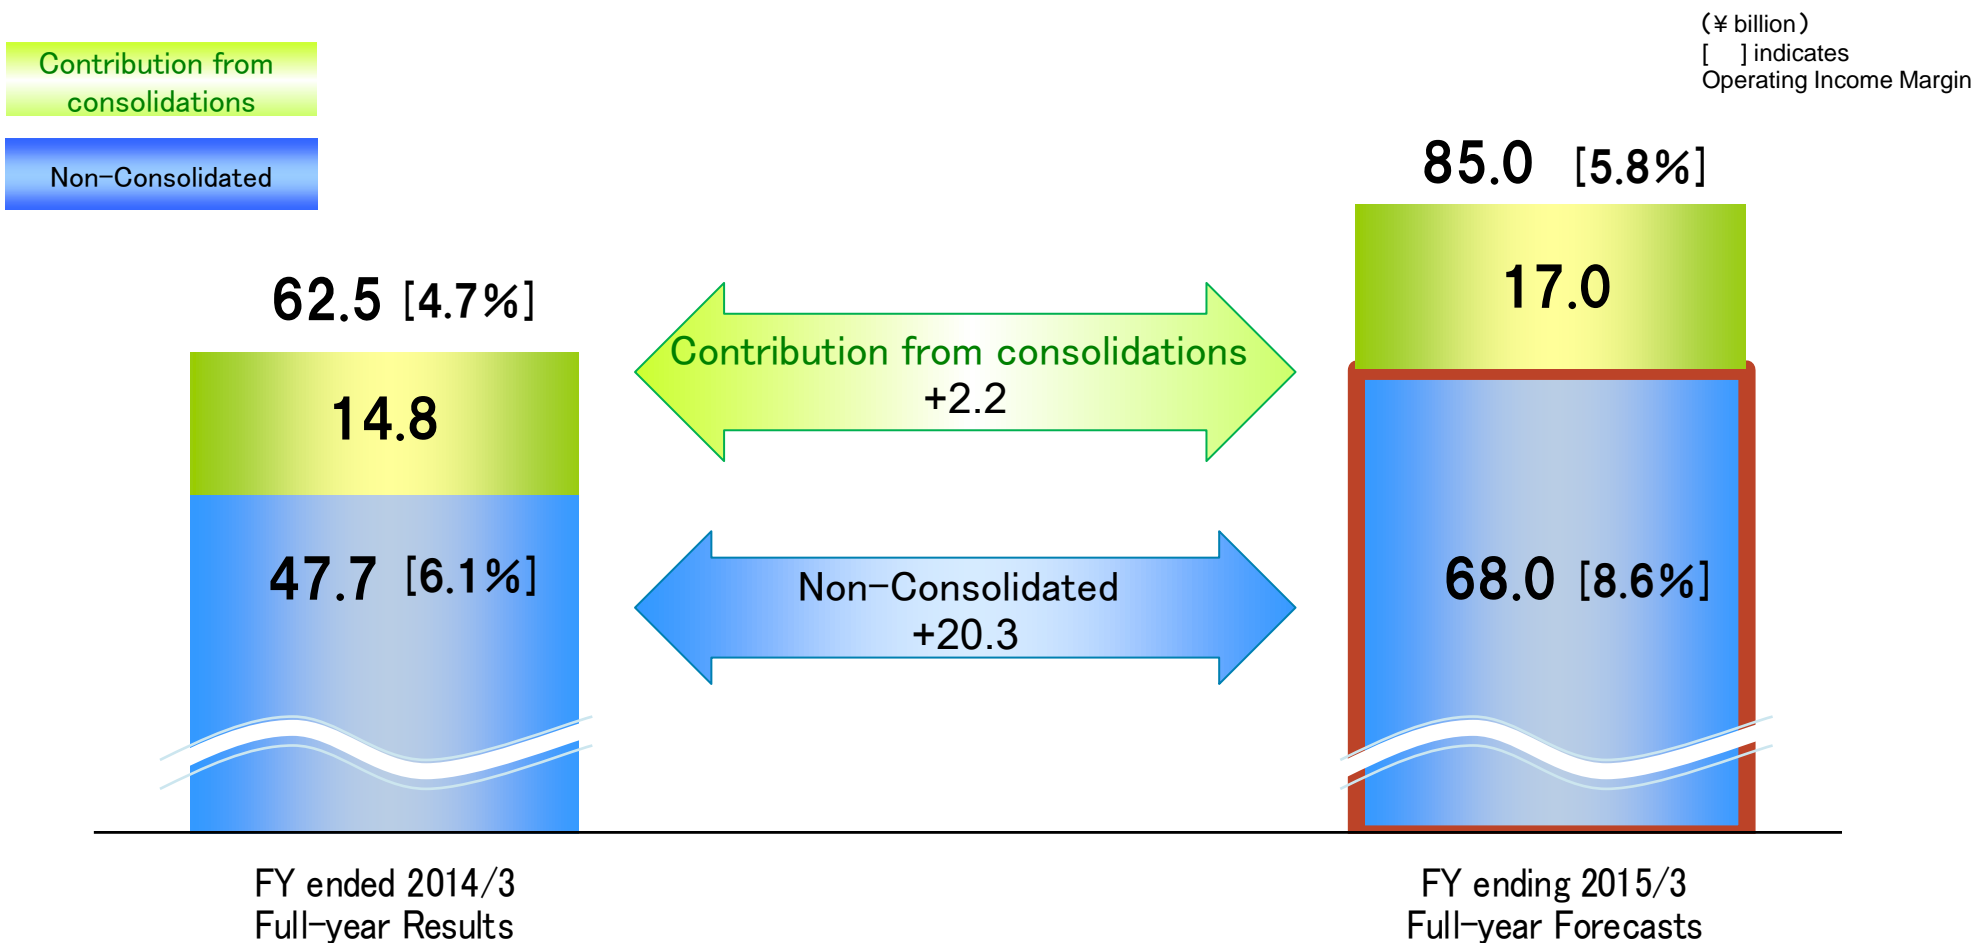 (¥ billion)
[ ] indicates
Operating Income Margin
Contribution from
consolidations
Non-Consolidated
85.0 [5.8%]
17.0
62.5 [4.7%]
Contribution from consolidations
+2.2
14.8
47.7 [6.1%]
Non-Consolidated
+20.3
68.0 [8.6%]
FY ended 2014/3
Full-year Results
FY ending 2015/3
Full-year Forecasts